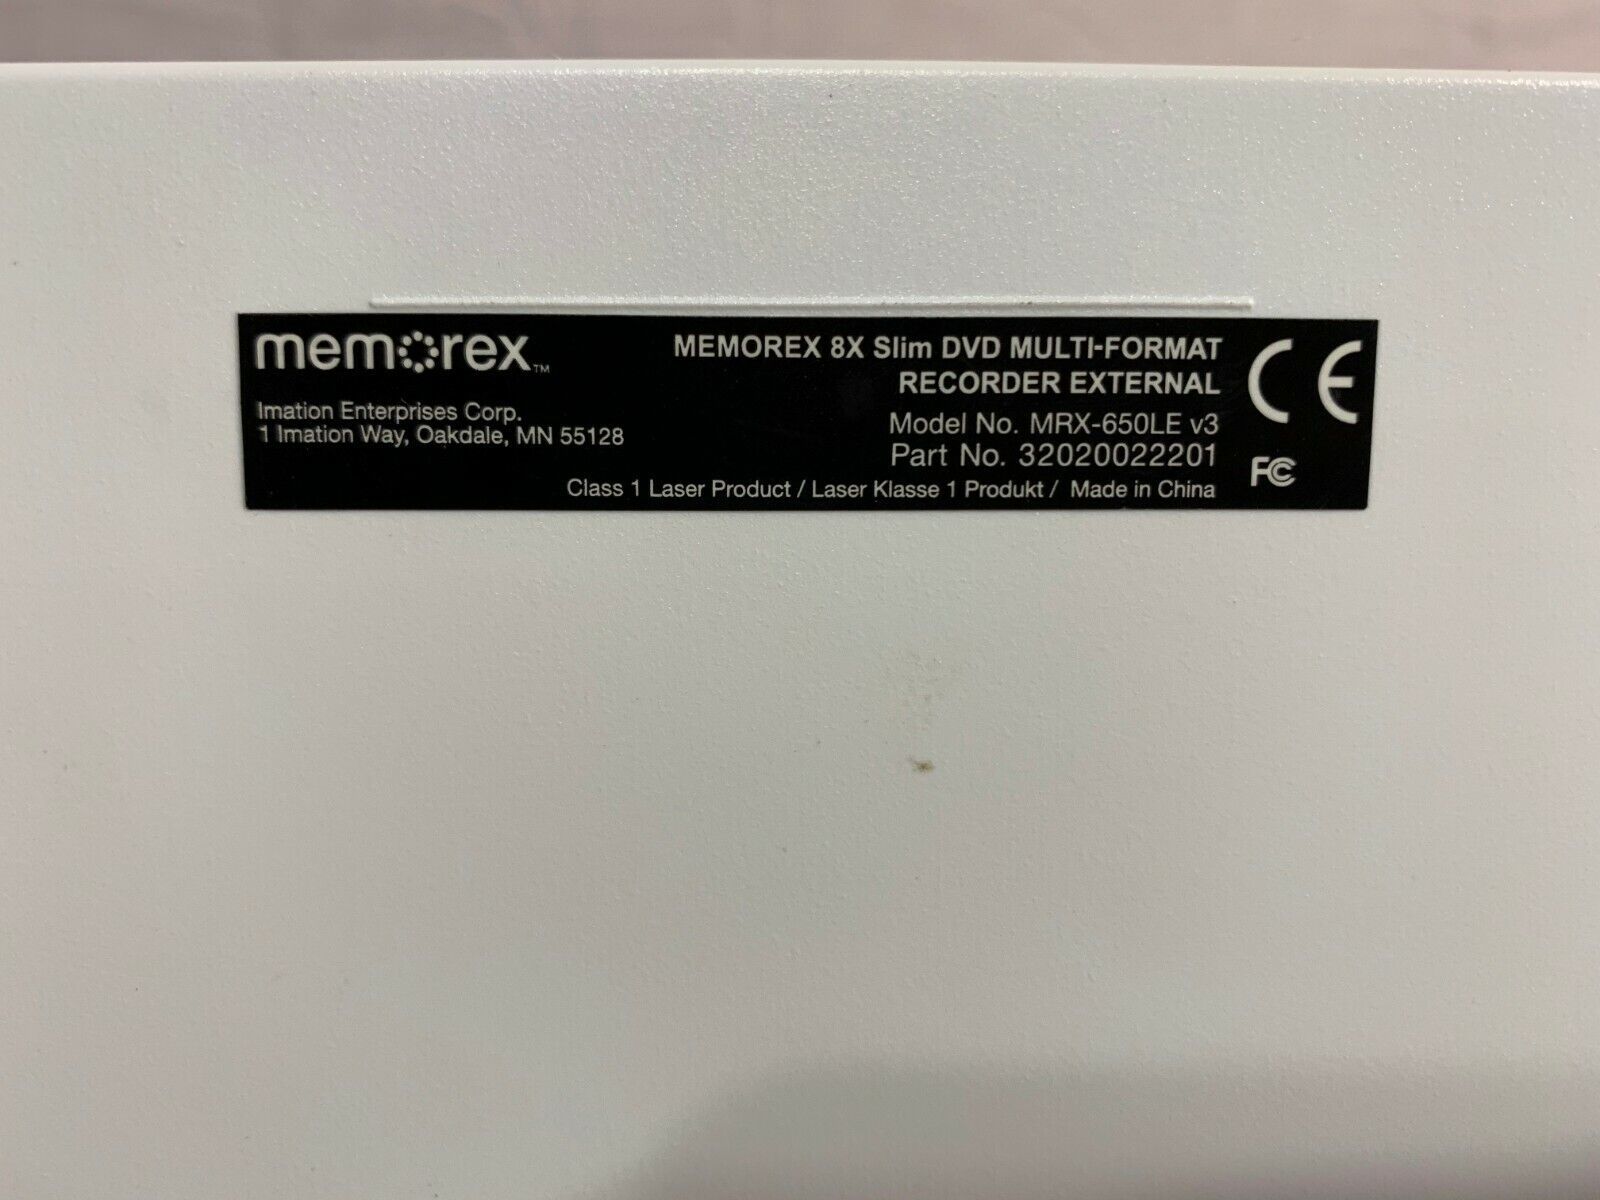 memorex™
Imation Enterprises Corp.
1 Imation Way, Oakdale, MN 55128
MEMOREX 8X Slim DVD MULTI-FORMAT
RECORDER EXTERNAL
Model No. MRX-650LE v3
Part No. 32020022201
Class 1 Laser Product / Laser Klasse 1 Produkt / Made in China
CE
FC